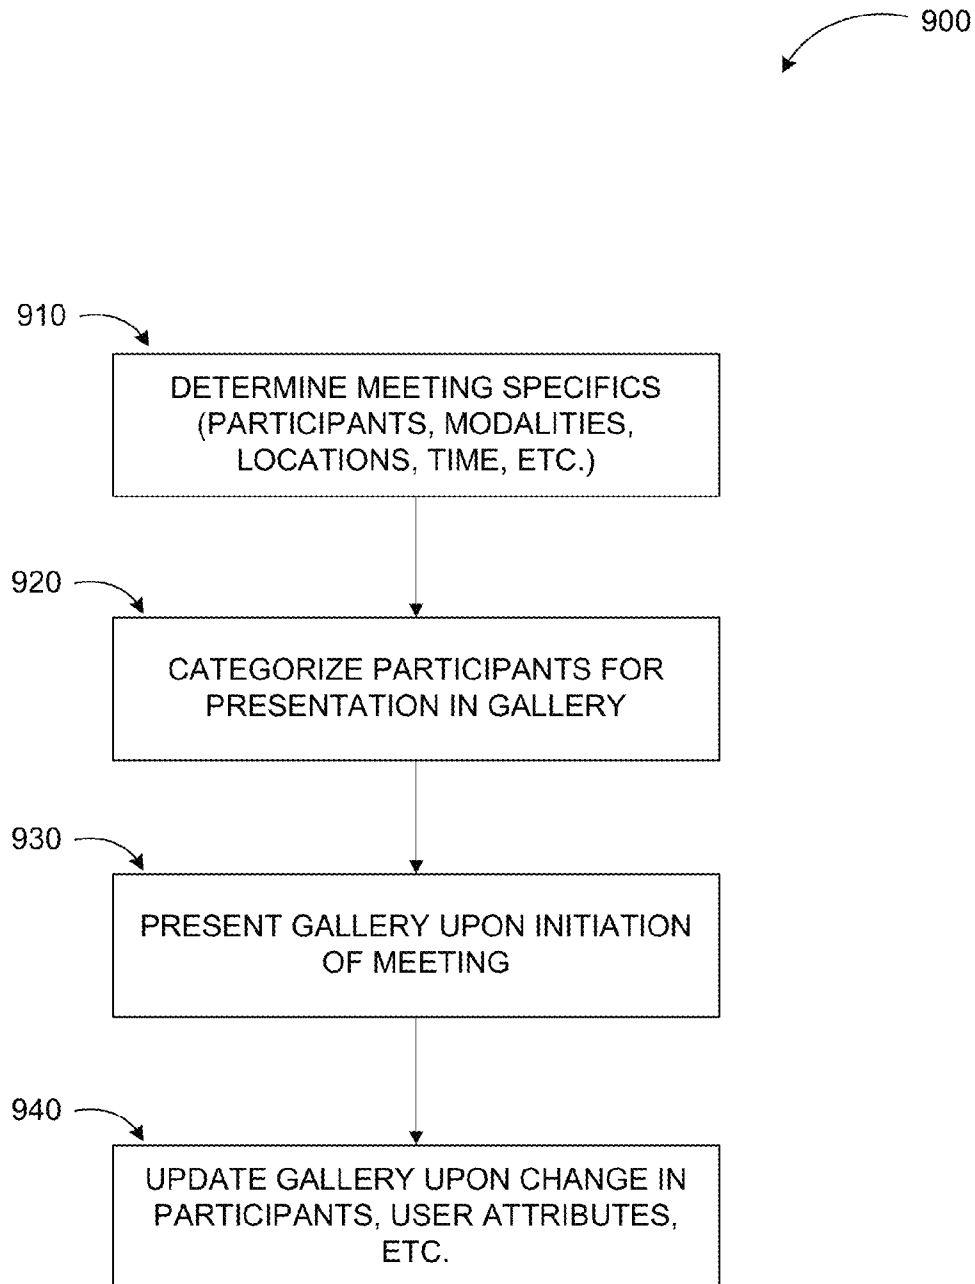 900
910
DETERMINE MEETING SPECIFICS
(PARTICIPANTS, MODALITIES,
LOCATIONS, TIME, ETC.)
920
CATEGORIZE PARTICIPANTS FOR
PRESENTATION IN GALLERY
930
PRESENT GALLERY UPON INITIATION
OF MEETING
940
UPDATE GALLERY UPON CHANGE IN
PARTICIPANTS, USER ATTRIBUTES,
ETC.